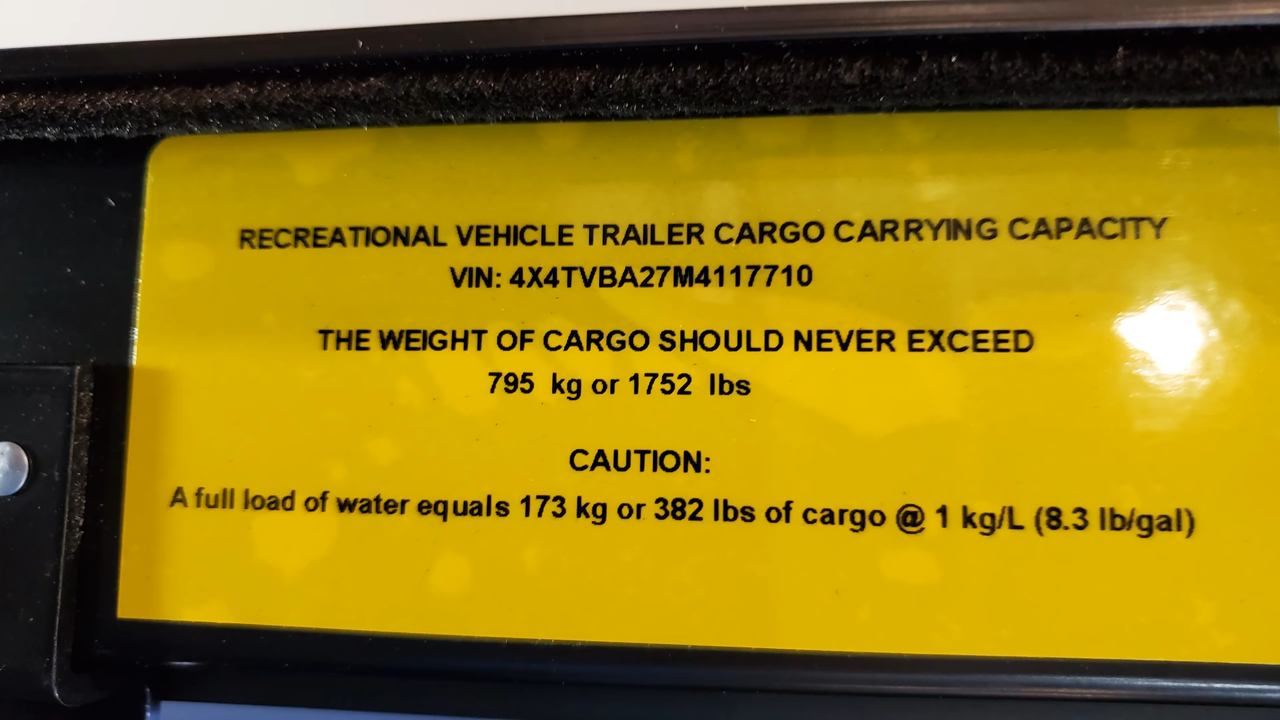 RECREATIONAL VEHICLE TRAILER CARGO CARRYING CAPACITY
VIN: 4X4TVBA27M4117710
THE WEIGHT OF CARGO SHOULD NEVER EXCEED
795 kg or 1752 lbs
CAUTION:
A full load of water equals 173 kg or 382 lbs of cargo @ 1 kg/L (8.3 lb/gal)